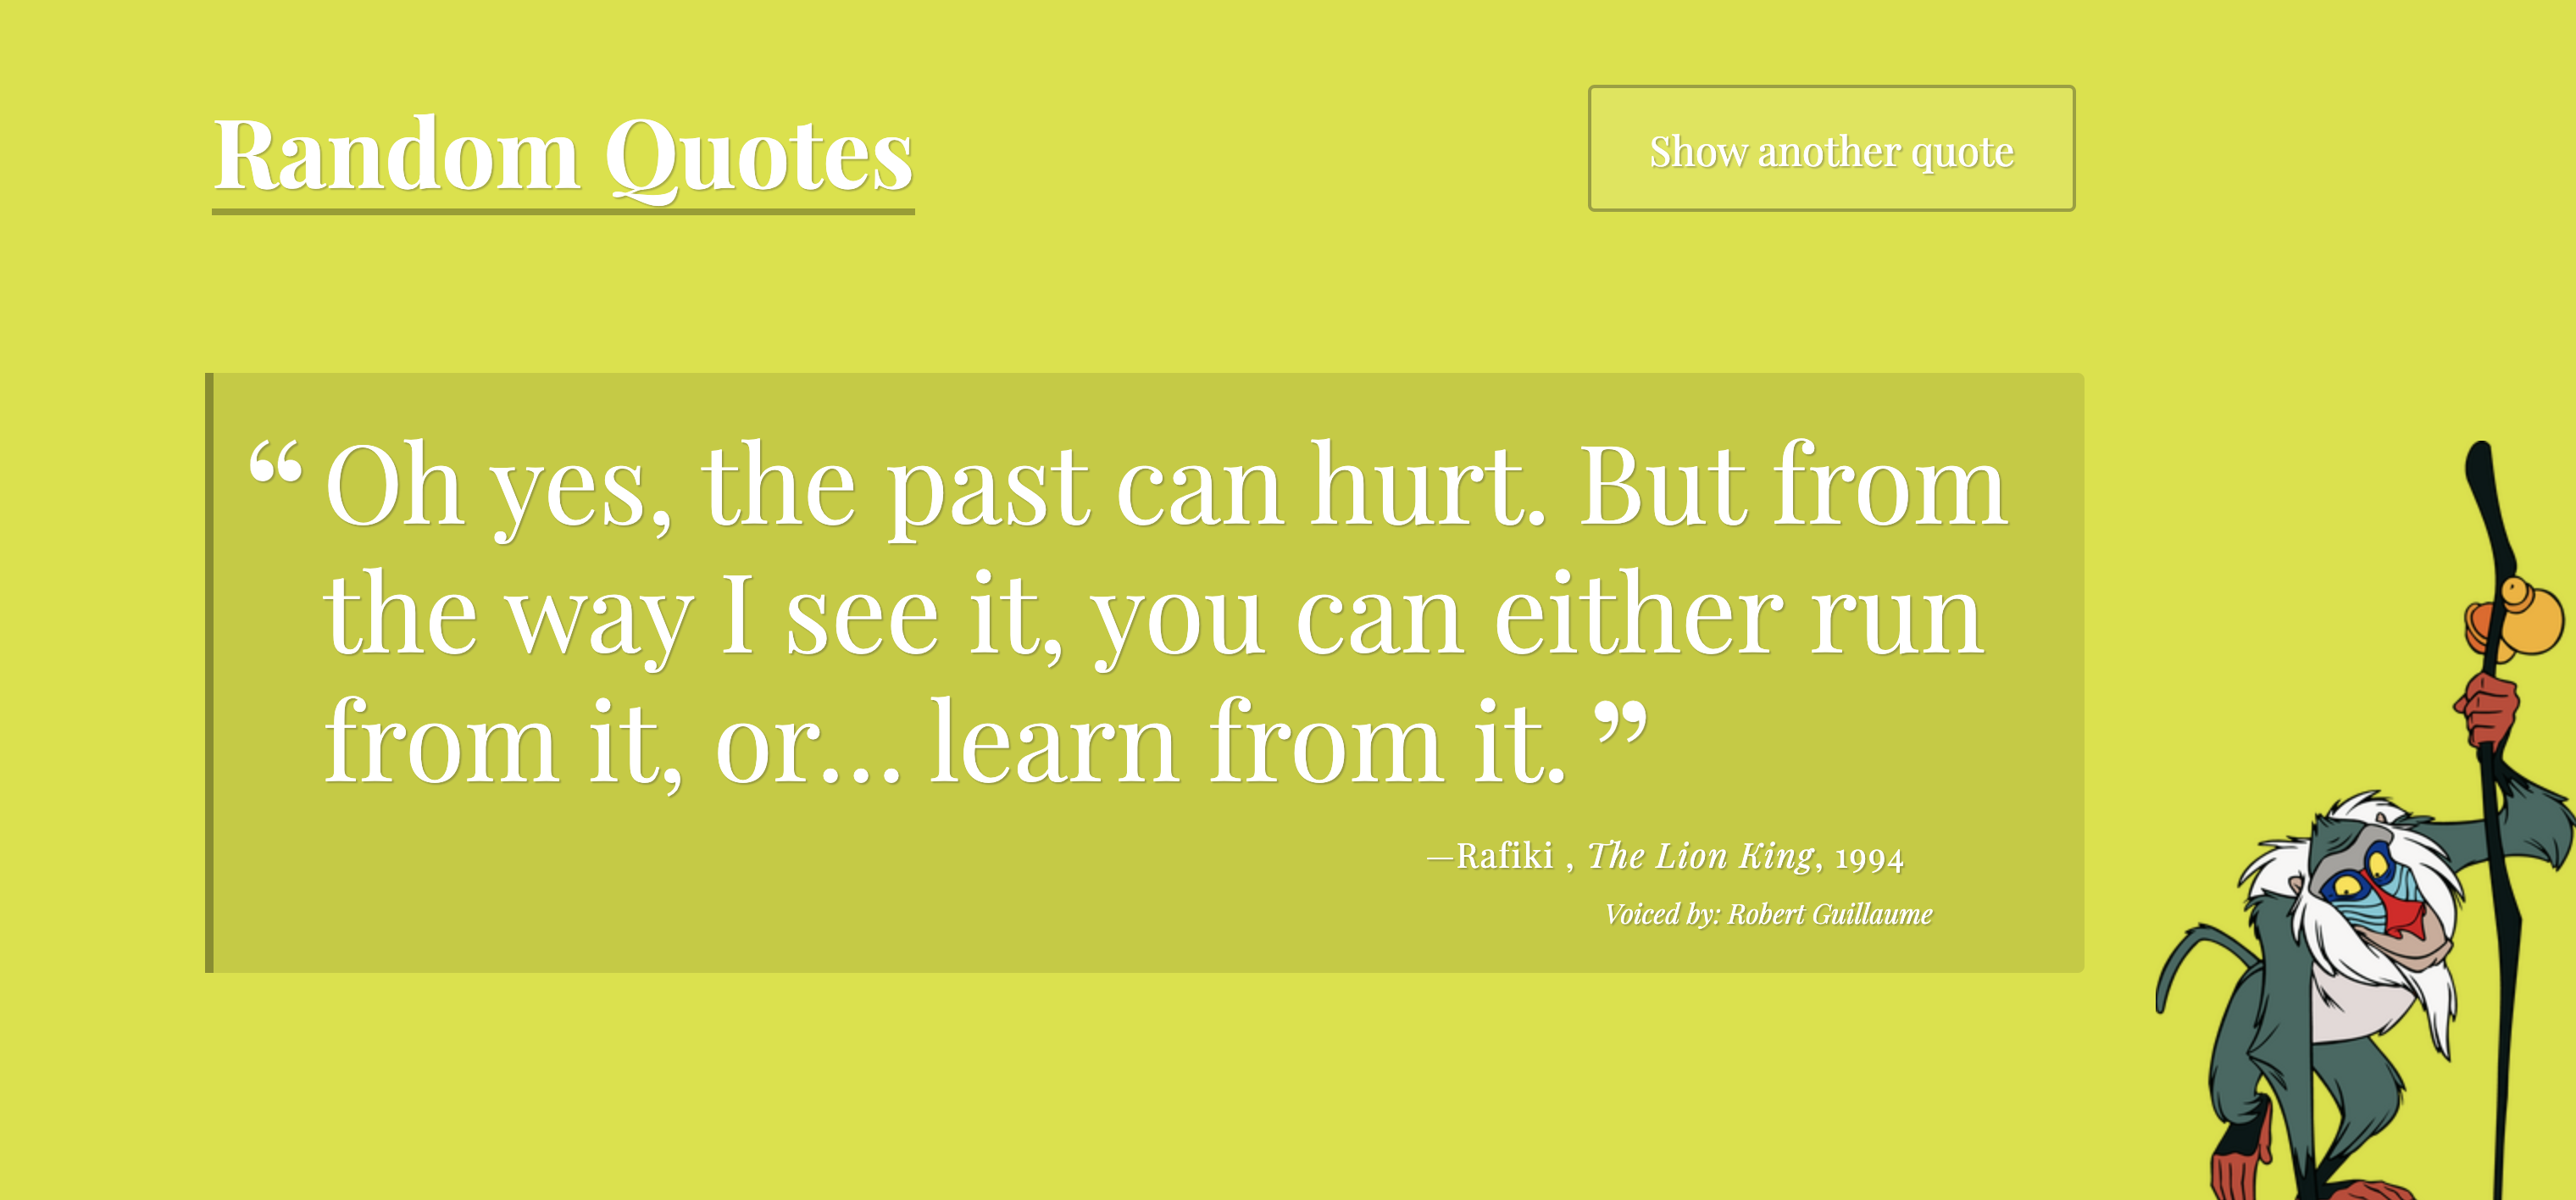 Random Quotes
Show another quote
“ Oh yes, the past can hurt. But from
the way I see it, you can either run
from it, or... learn from it. ”
—Rafiki , The Lion King, 1994
Voiced by: Robert Guillaume